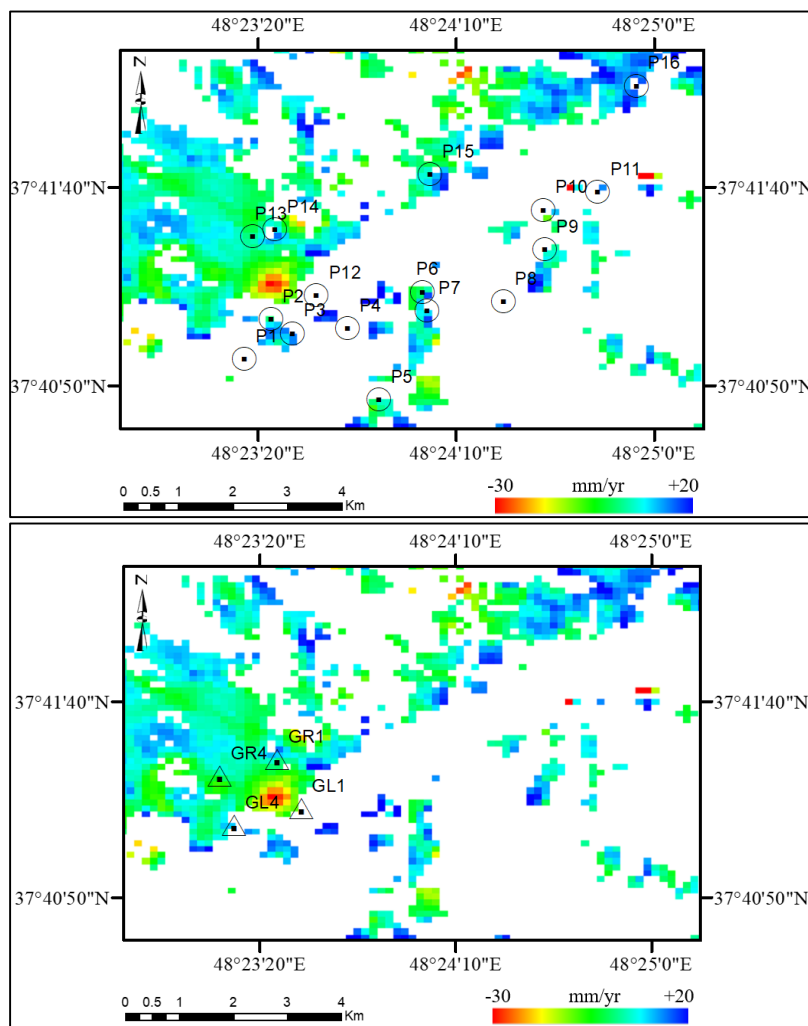 48°23'20"E 48°24'10"E 48°25'0"E
N
P16
P15
37°41'40"N 37°41'40"N
P11
P10
P14
P13
P9
P12
P6
P8
P7
P2
P3
P4
P1
37°40'50"N 37°40'50"N
P5
48°23'20"E 48°24'10"E 48°25'0"E
0 0.5 1 2 3 4
Km
-30 mm/yr +20
48°23'20"E 48°24'10"E 48°25'0"E
N
37°41'40"N 37°41'40"N
GR1
GR4
GL1
GL4
37°40'50"N 37°40'50"N
48°23'20"E 48°24'10"E 48°25'0"E
0 0.5 1 2 3 4
Km
-30 mm/yr +20